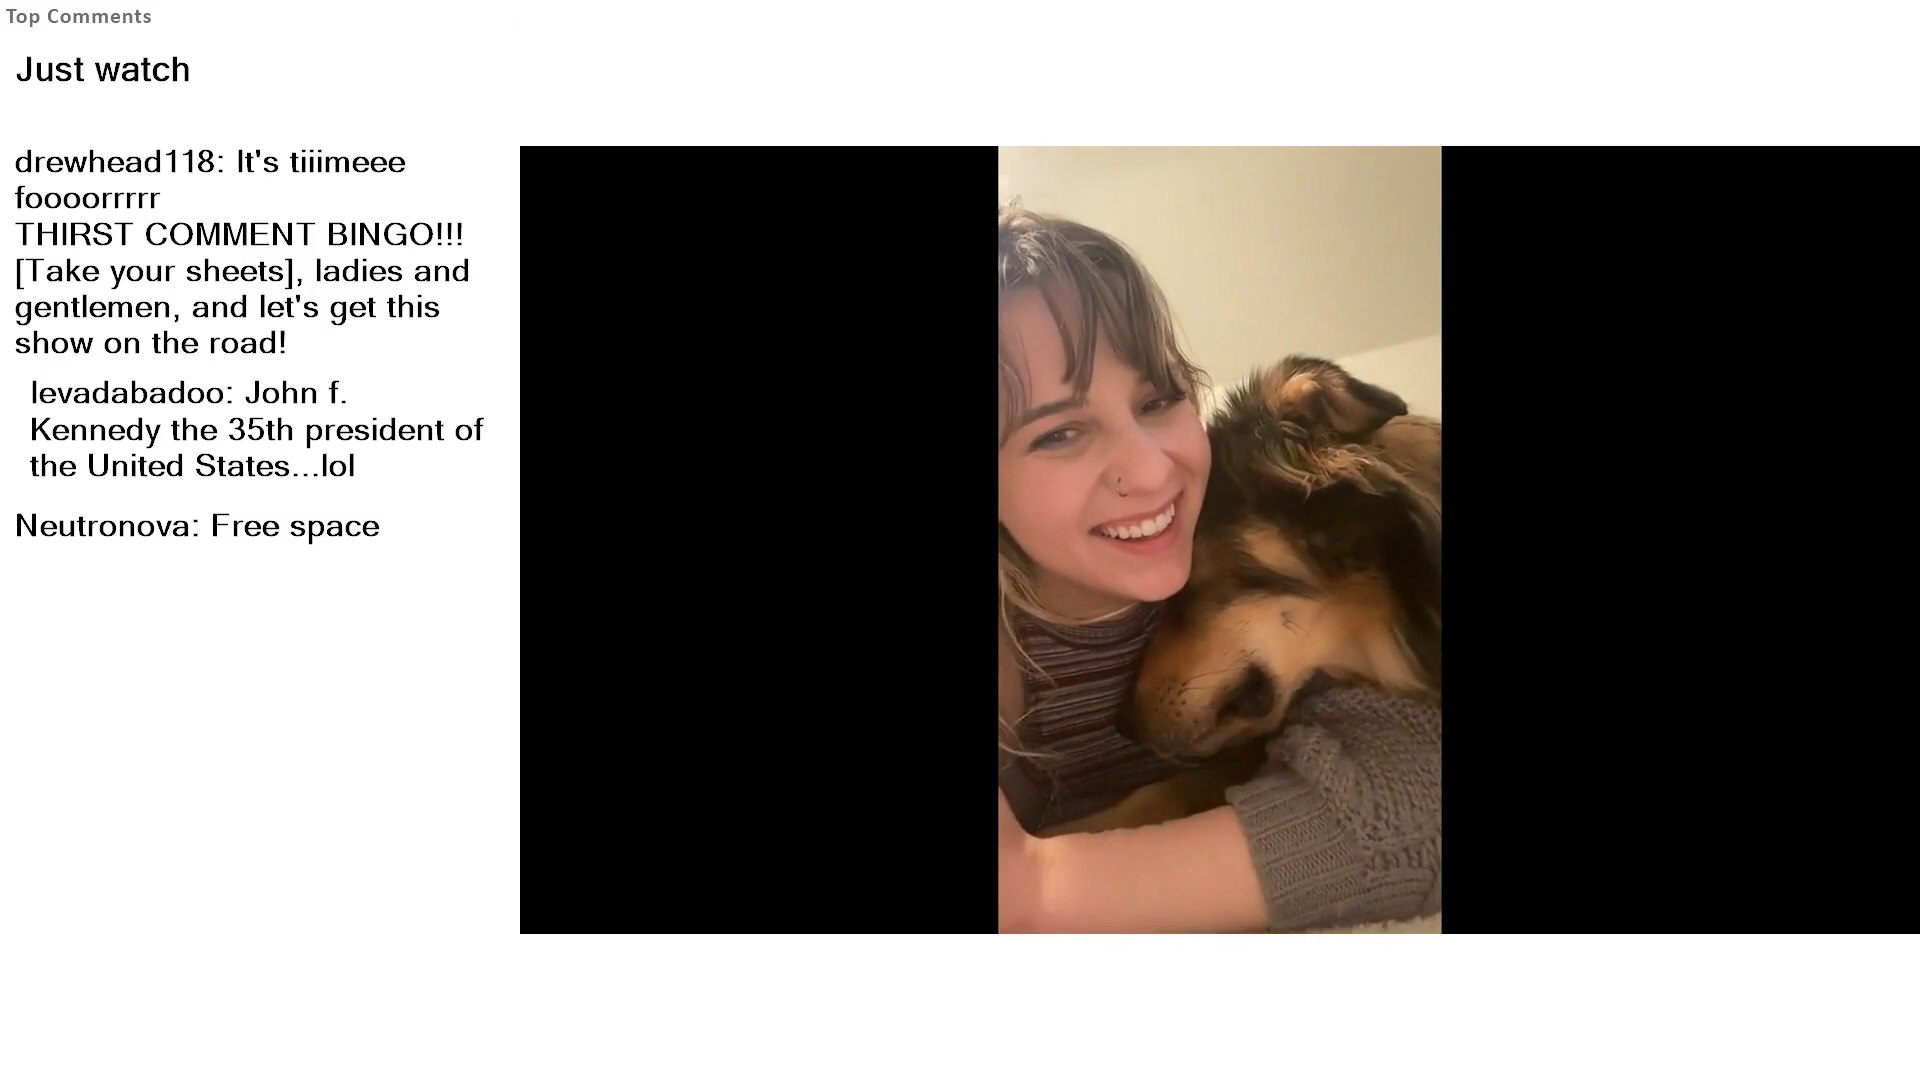 Top Comments
Just watch
drewhead118: It's tiiimeee
foooorrrrr
THIRST COMMENT BINGO!!!
[Take your sheets], ladies and
gentlemen, and let's get this
show on the road!
levadabadoo: John f.
Kennedy the 35th president of
the United States...lol
Neutronova: Free space